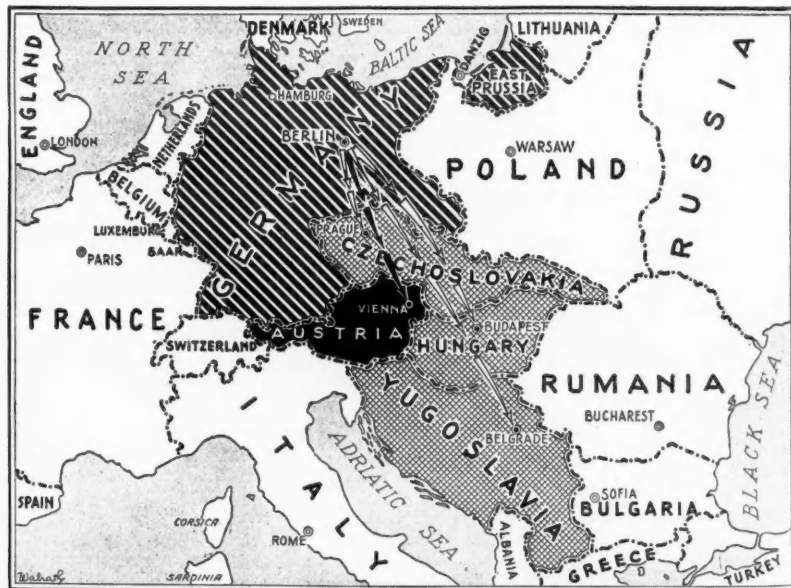 NORTH
SEA
DENMARK
SWEDEN
BALTIC SEA
LITHUANIA
DANZIG
EAST
PRUSSIA
HAMBURG
ENGLAND
LONDON
NETHERLANDS
BERLIN
GERMANY
WARSAW
POLAND
RUSSIA
BELGIUM
LUXEMBURG
SAAR
PARIS
PRAGUE
CZECHOSLOVAKIA
FRANCE
VIENNA
AUSTRIA
SWITZERLAND
BUDAPEST
HUNGARY
RUMANIA
BUCHAREST
BLACK SEA
ITALY
YUGOSLAVIA
BELGRADE
ADRIATIC SEA
SPAIN
CORSICA
ROME
SARDINIA
ALBANIA
SOFIA
BULGARIA
GREECE
TURKEY